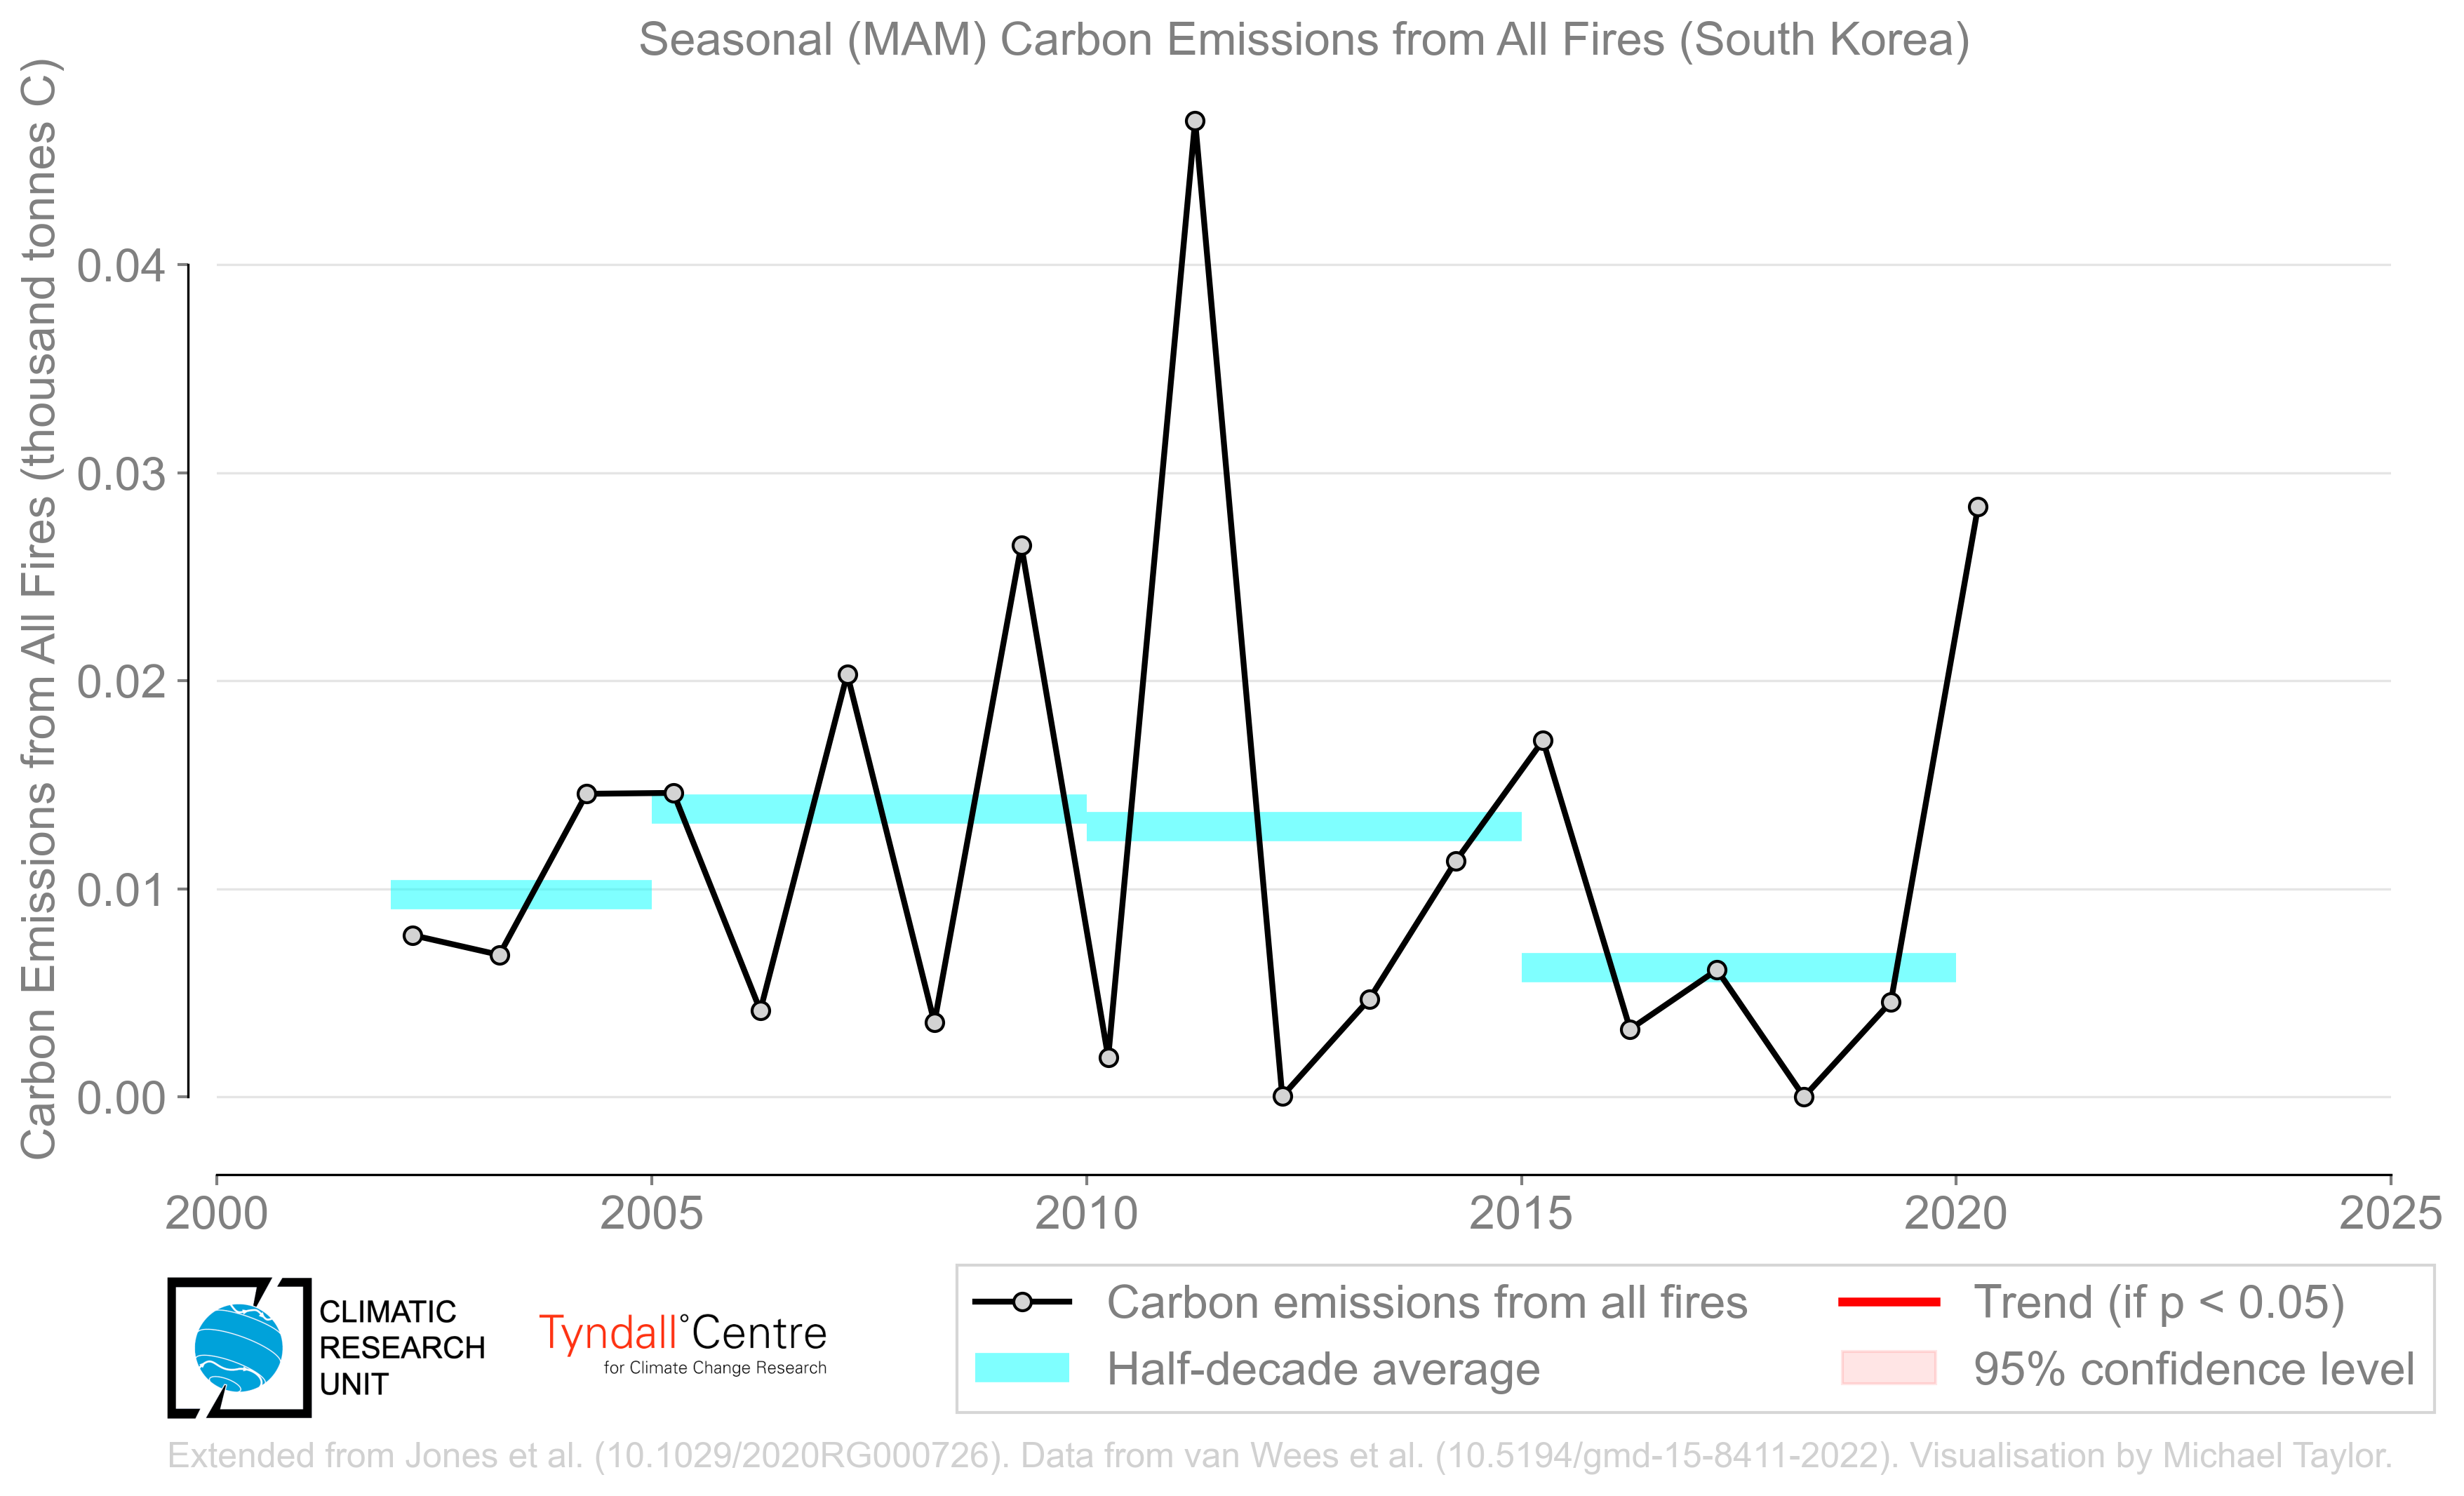 Seasonal (MAM) Carbon Emissions from All Fires (South Korea)
Carbon Emissions from All Fires (thousand tonnes C)
0.04
0.03
0.02
0.01
0.00
2000
2005
2010
2015
2020
2025
CLIMATIC
RESEARCH
UNIT
Tyndall°Centre
for Climate Change Research
Carbon emissions from all fires
Half-decade average
Trend (if p < 0.05)
95% confidence level
Extended from Jones et al. (10.1029/2020RG000726). Data from van Wees et al. (10.5194/gmd-15-8411-2022). Visualisation by Michael Taylor.